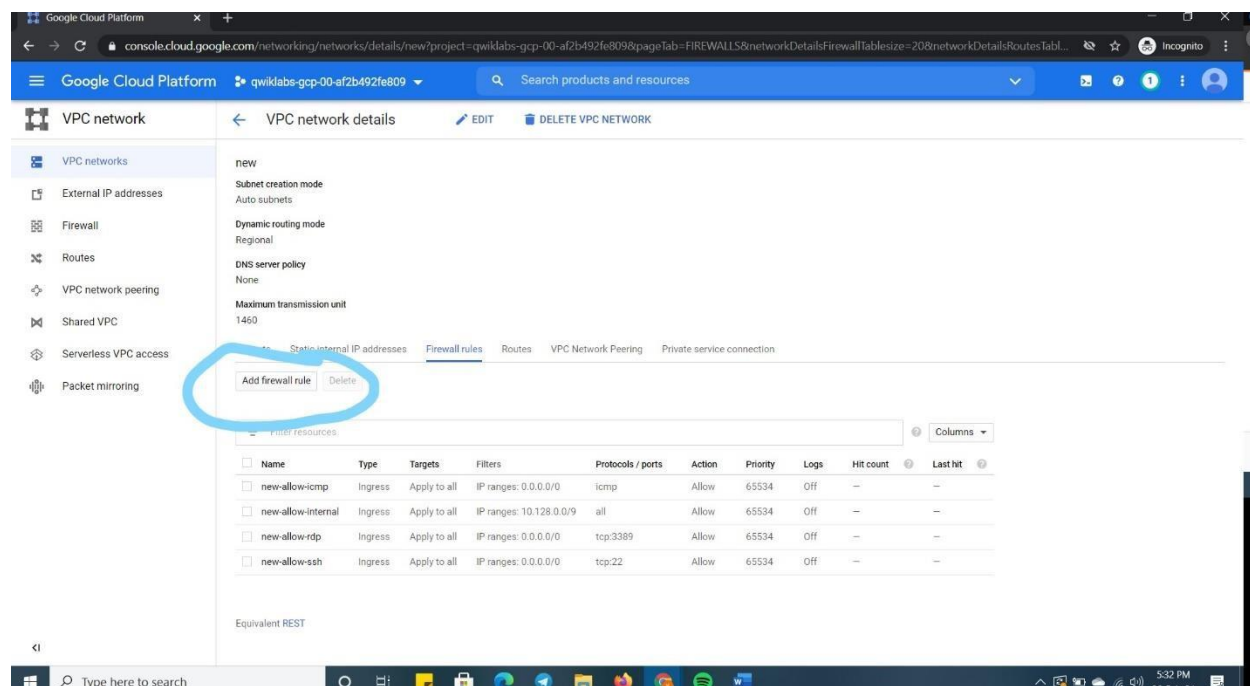 Google Cloud Platform
console.cloud.google.com/networking/networks/details/new?project=qwiklabs-gcp-00-af2b492fe809&pageTab=FIREWALLS&networkDetailsFirewallTablesize=20&networkDetailsRoutesTabl...
Incognito
Google Cloud Platform qwiklabs-gcp-00-af2b492fe809 Search products and resources 1
VPC network
VPC network details EDIT DELETE VPC NETWORK
VPC networks
External IP addresses
Firewall
Routes
VPC network peering
Shared VPC
Serverless VPC access
Packet mirroring
new
Subnet creation mode
Auto subnets
Dynamic routing mode
Regional
DNS server policy
None
Maximum transmission unit
1460
Static internal IP addresses Firewall rules Routes VPC Network Peering Private service connection
Add firewall rule Delete
Filter resources
Columns
Name Type Targets Filters Protocols / ports Action Priority Logs Hit count Last hit
new-allow-icmp Ingress Apply to all IP ranges: 0.0.0.0/0 icmp Allow 65534 Off — —
new-allow-internal Ingress Apply to all IP ranges: 10.128.0.0/9 all Allow 65534 Off — —
new-allow-rdp Ingress Apply to all IP ranges: 0.0.0.0/0 tcp:3389 Allow 65534 Off — —
new-allow-ssh Ingress Apply to all IP ranges: 0.0.0.0/0 tcp:22 Allow 65534 Off — —
Equivalent REST
Type here to search
5:32 PM